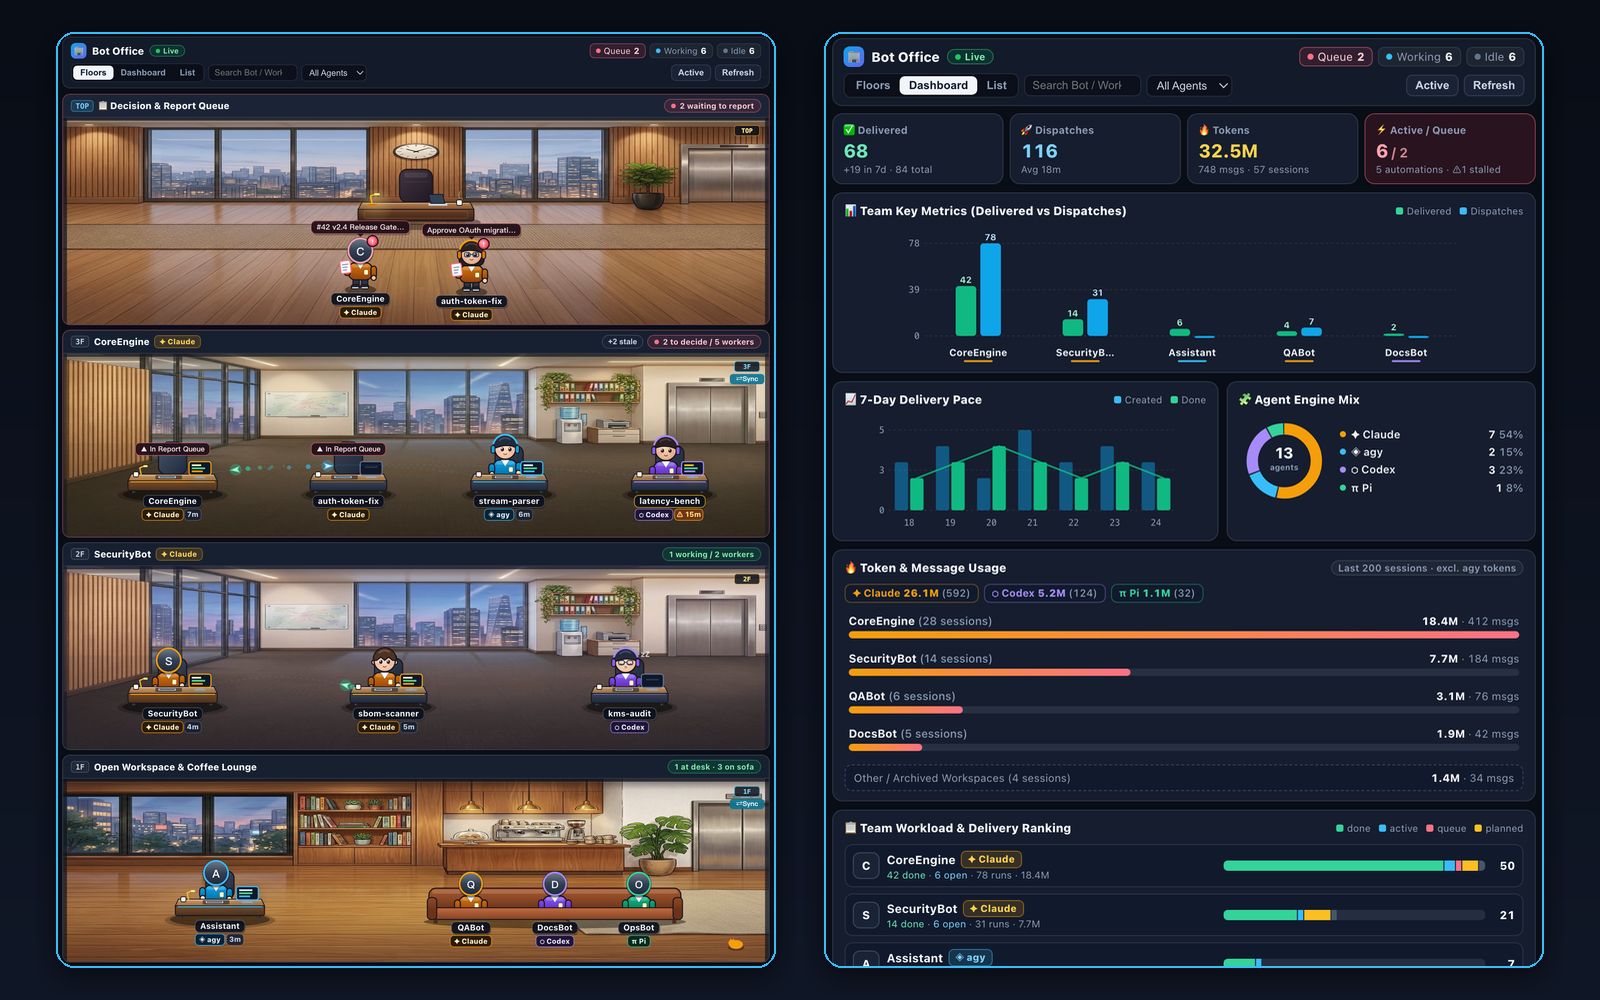 Bot Office Live Queue 2 Working 6 Idle 6
Floors Dashboard List Search Bot / Work All Agents Active Refresh
TOP Decision & Report Queue 2 waiting to report
TOP
#42 v2.4 Release Gate... Approve OAuth migrati...
C
CoreEngine auth-token-fix
Claude Claude
3F CoreEngine Claude +2 stale 2 to decide / 5 workers
3F
Sync
In Report Queue In Report Queue
CoreEngine auth-token-fix stream-parser latency-bench
Claude 7m Claude agy 6m Codex 15m
2F SecurityBot Claude 1 working / 2 workers
2F
S
zZ
SecurityBot sbom-scanner kms-audit
Claude 4m Claude 5m Codex
1F Open Workspace & Coffee Lounge 1 at desk · 3 on sofa
1F
Sync
A Q D O
Assistant QABot DocsBot OpsBot
agy 3m Claude Codex π Pi
Bot Office Live Queue 2 Working 6 Idle 6
Floors Dashboard List Search Bot / Work All Agents Active Refresh
Delivered
68
+19 in 7d · 84 total
Dispatches
116
Avg 18m
Tokens
32.5M
748 msgs · 57 sessions
Active / Queue
6 / 2
5 automations · ⚠1 stalled
Team Key Metrics (Delivered vs Dispatches) Delivered Dispatches
78 39 0
42 78 14 31 6 4 7 2
CoreEngine SecurityB... Assistant QABot DocsBot
7-Day Delivery Pace Created Done
5
3
0
18 19 20 21 22 23 24
Agent Engine Mix
13
agents
Claude 7 54%
agy 2 15%
Codex 3 23%
π Pi 1 8%
Token & Message Usage Last 200 sessions · excl. agy tokens
Claude 26.1M (592) Codex 5.2M (124) π Pi 1.1M (32)
CoreEngine (28 sessions) 18.4M · 412 msgs
SecurityBot (14 sessions) 7.7M · 184 msgs
QABot (6 sessions) 3.1M · 76 msgs
DocsBot (5 sessions) 1.9M · 42 msgs
Other / Archived Workspaces (4 sessions) 1.4M · 34 msgs
Team Workload & Delivery Ranking done active queue planned
C CoreEngine Claude 50
42 done · 6 open · 78 runs · 18.4M
S SecurityBot Claude 21
14 done · 6 open · 31 runs · 7.7M
A Assistant agy 7